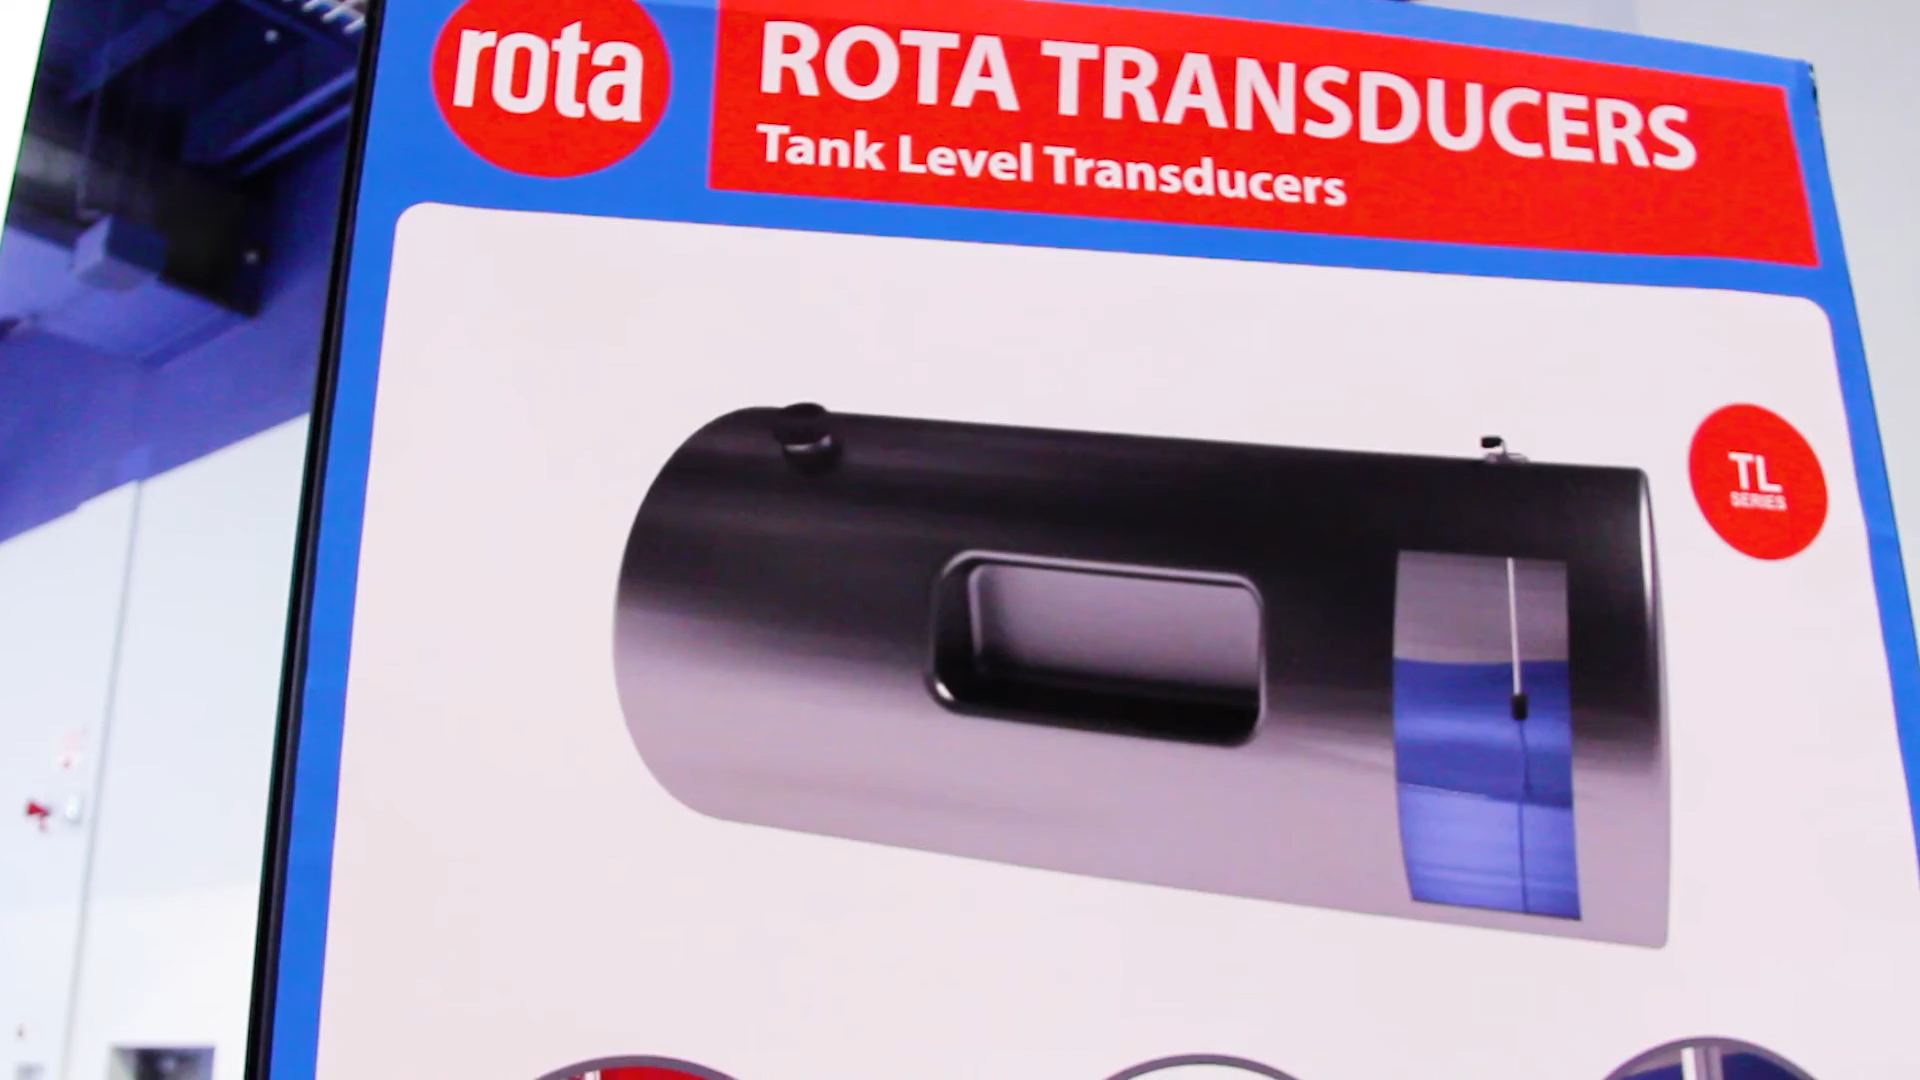 rota
ROTA TRANSDUCERS
Tank Level Transducers
TL
SERIES